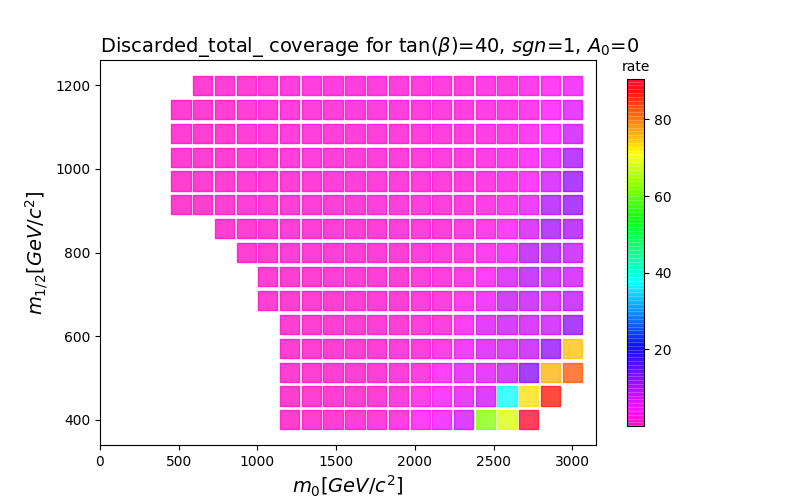 Discarded_total_ coverage for tan(β)=40, sgn=1, A₀=0
rate
1200
1000
800
600
400
80
60
40
20
m₁/₂[GeV/c²]
0 500 1000 1500 2000 2500 3000
m₀[GeV/c²]